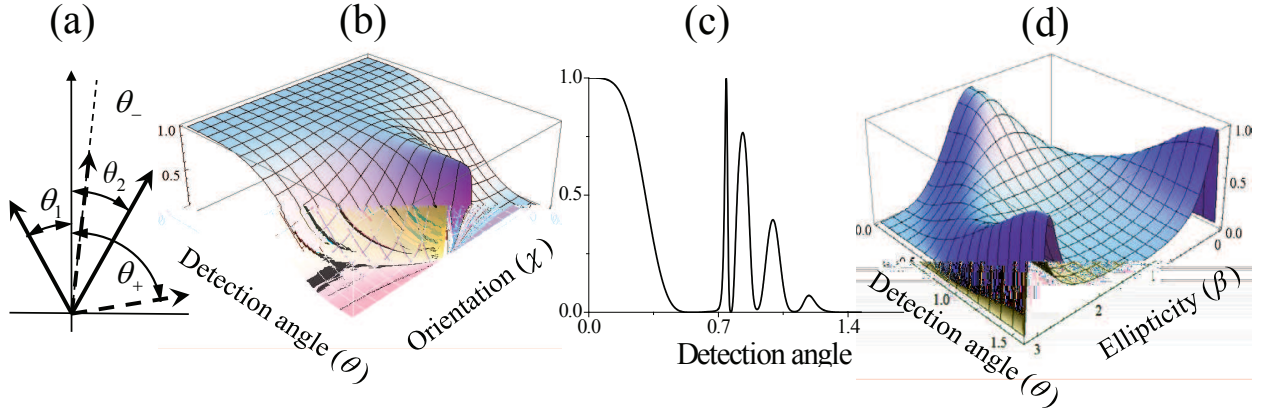 (a)
(b)
(c)
(d)
θ₋
θ₂
θ₁
θ₊
1.0
0.5
Detection angle (θ)
Orientation (χ)
1.0
0.5
0.0
0.0
0.7
1.4
Detection angle
1.0
0.5
0.0
0
1
2
3
0.0
0.5
1.0
1.5
Detection angle (θ)
Ellipticity (β)